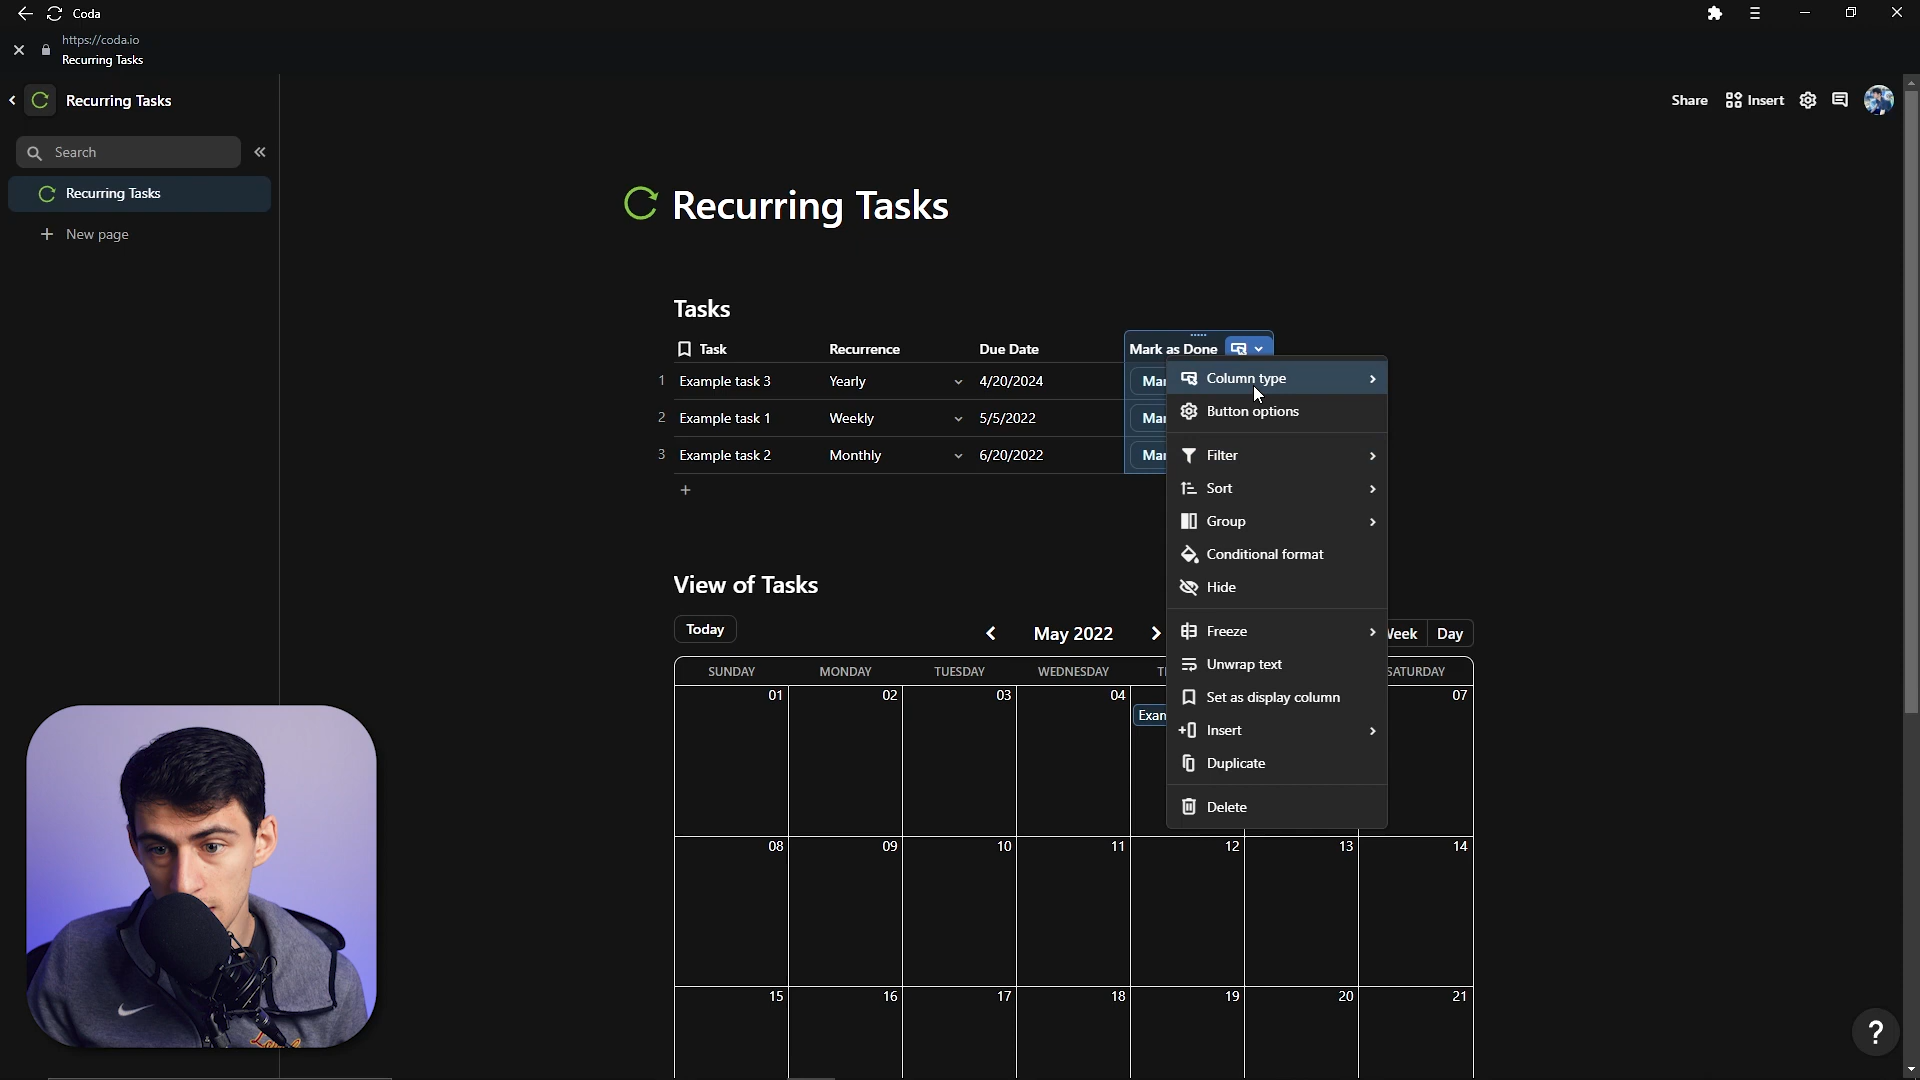 Coda
https://coda.io
Recurring Tasks
Recurring Tasks
Share
Insert
Search
Recurring Tasks
New page
Recurring Tasks
Tasks
Task Recurrence Due Date Mark as Done
1 Example task 3 Yearly 4/20/2024 Mar
2 Example task 1 Weekly 5/5/2022 Mar
3 Example task 2 Monthly 6/20/2022 Mar
+
Column type
Button options
Filter
Sort
Group
Conditional format
Hide
Freeze
Unwrap text
Set as display column
Insert
Duplicate
Delete
View of Tasks
Today May 2022 Week Day
SUNDAY MONDAY TUESDAY WEDNESDAY SATURDAY
01 02 03 04 07
Exam
08 09 10 11 12 13 14
15 16 17 18 19 20 21
?